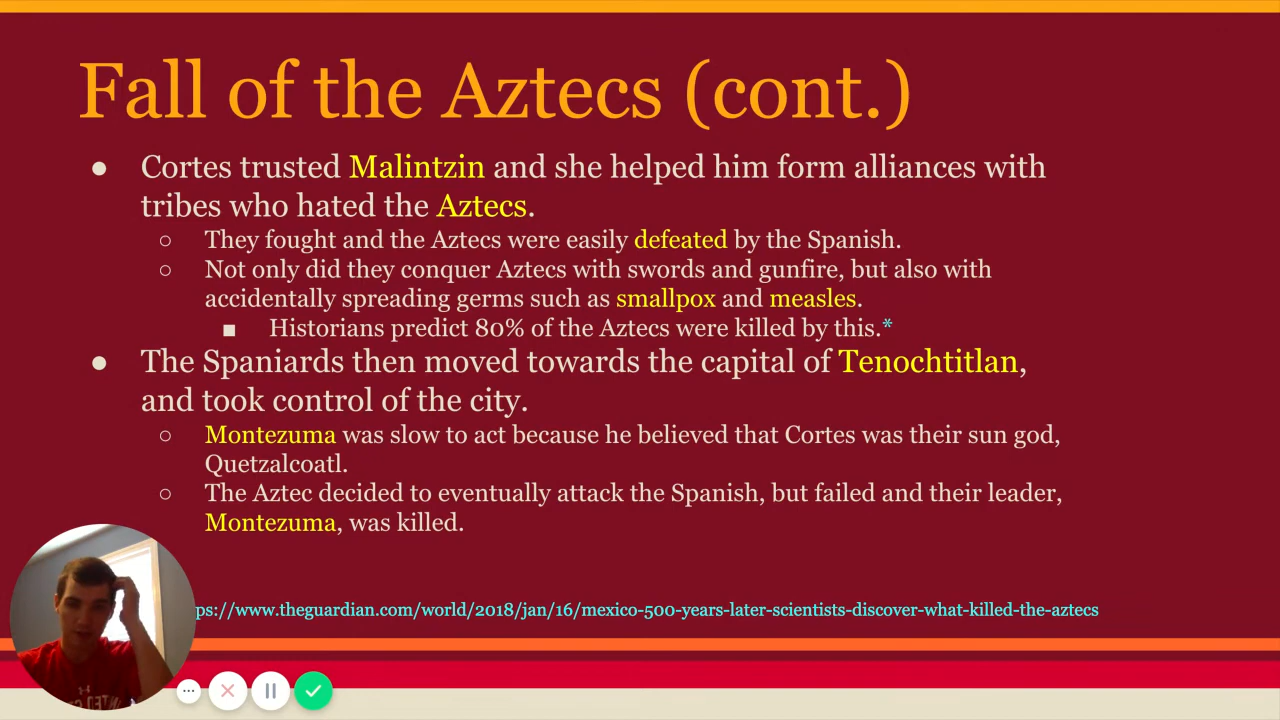 Fall of the Aztecs (cont.)
● Cortes trusted Malintzin and she helped him form alliances with
tribes who hated the Aztecs.
○ They fought and the Aztecs were easily defeated by the Spanish.
○ Not only did they conquer Aztecs with swords and gunfire, but also with
accidentally spreading germs such as smallpox and measles.
■ Historians predict 80% of the Aztecs were killed by this.*
● The Spaniards then moved towards the capital of Tenochtitlan,
and took control of the city.
○ Montezuma was slow to act because he believed that Cortes was their sun god,
Quetzalcoatl.
○ The Aztec decided to eventually attack the Spanish, but failed and their leader,
Montezuma, was killed.
ps://www.theguardian.com/world/2018/jan/16/mexico-500-years-later-scientists-discover-what-killed-the-aztecs